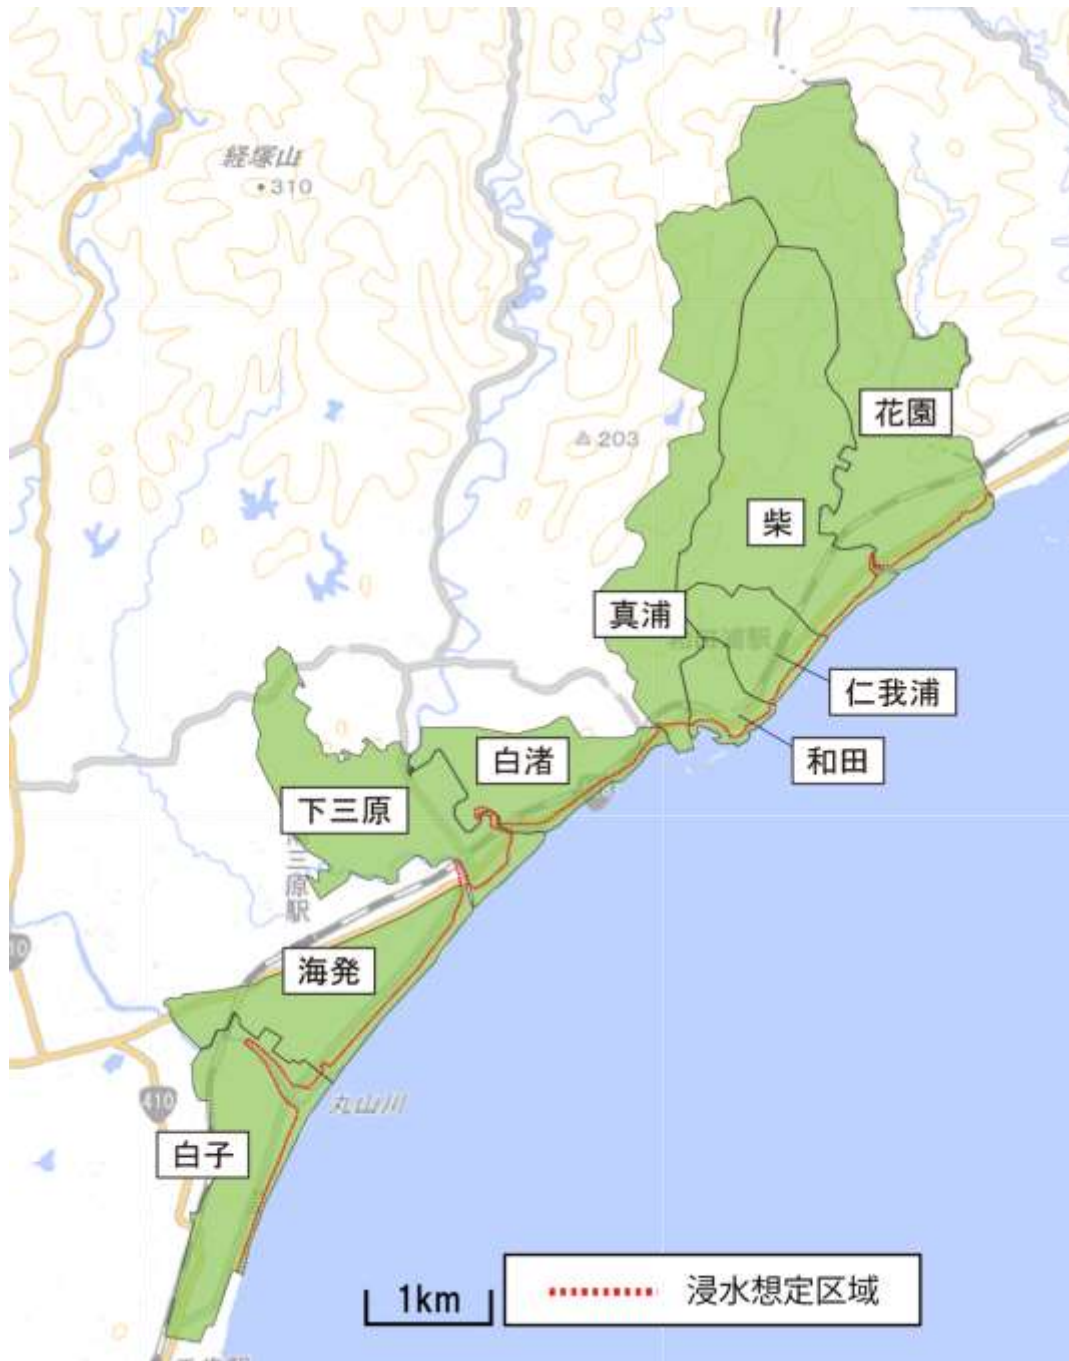 経塚山
310
203
花園
柴
真浦
仁我浦
和田
白渚
下三原
三原駅
海発
丸山川
410
白子
1km
浸水想定区域